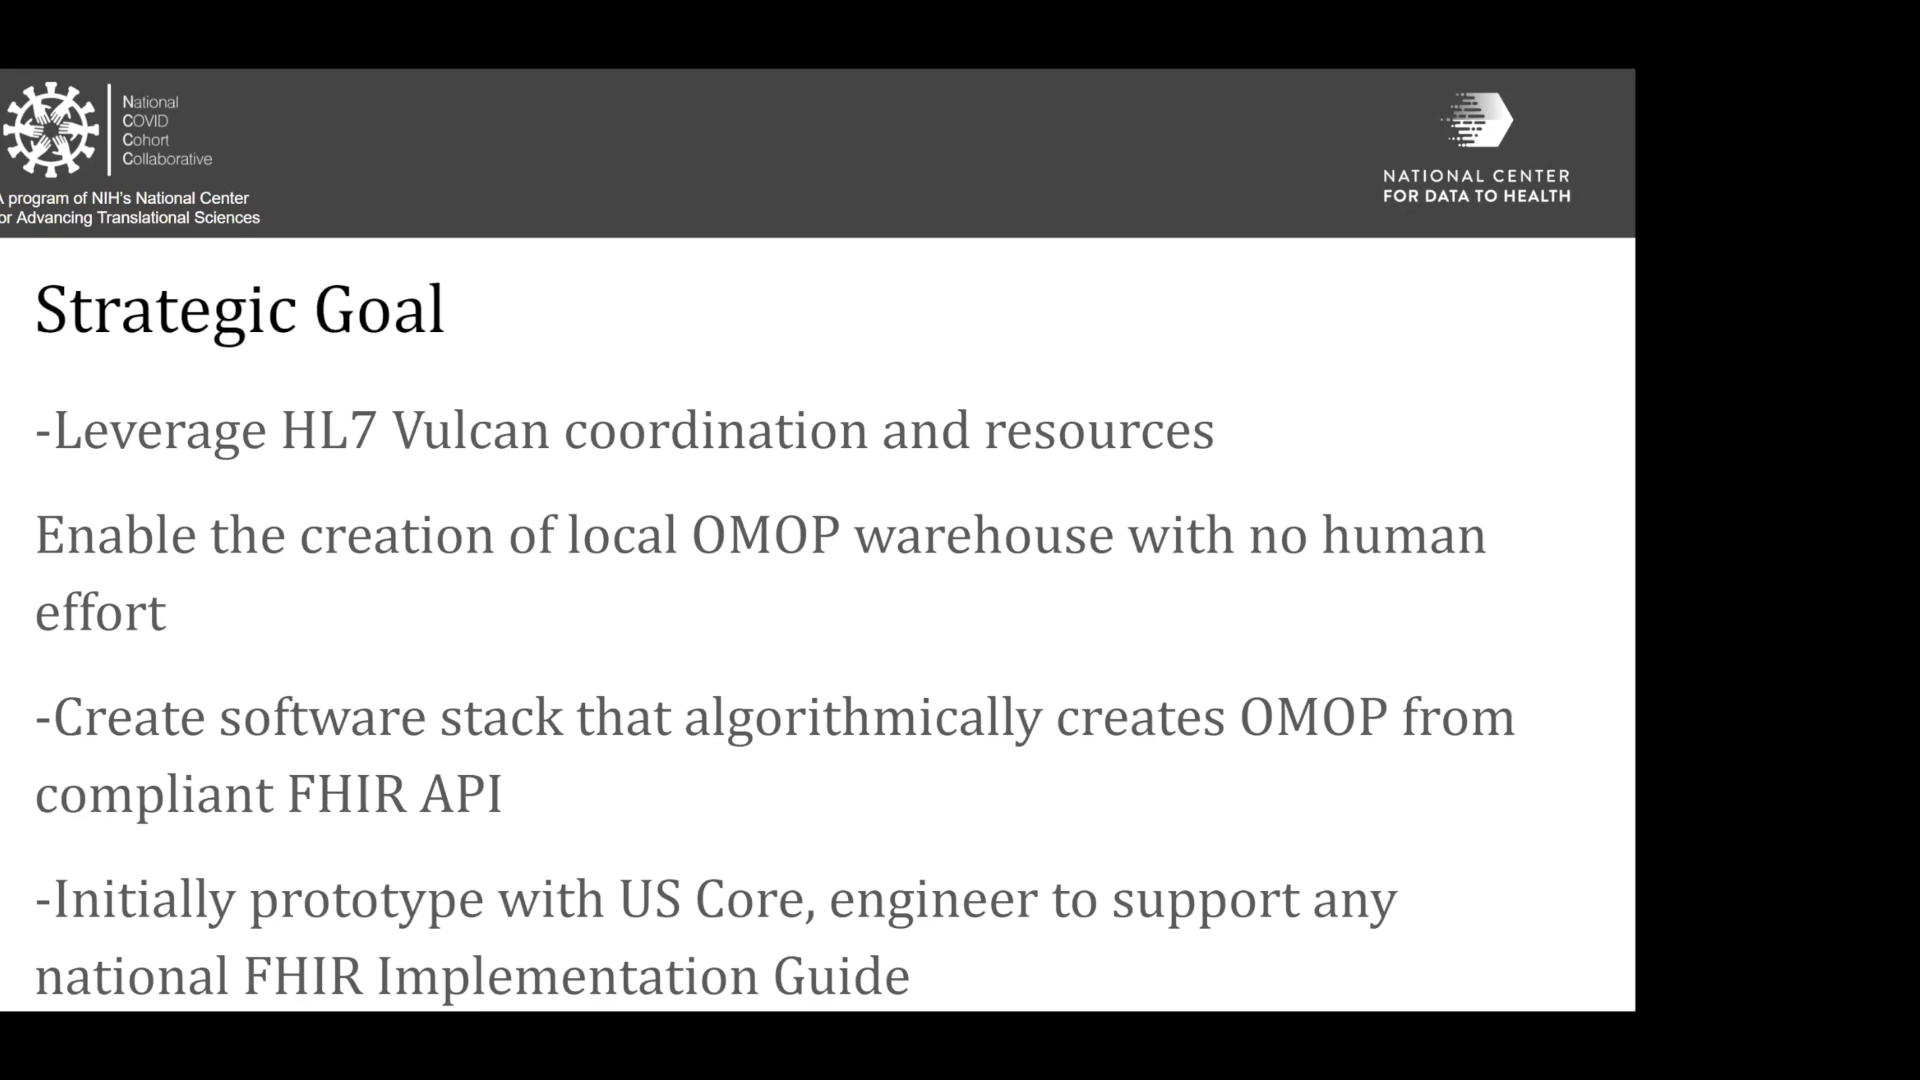 National
COVID
Cohort
Collaborative
A program of NIH's National Center
or Advancing Translational Sciences
NATIONAL CENTER
FOR DATA TO HEALTH
Strategic Goal
-Leverage HL7 Vulcan coordination and resources
Enable the creation of local OMOP warehouse with no human
effort
-Create software stack that algorithmically creates OMOP from
compliant FHIR API
-Initially prototype with US Core, engineer to support any
national FHIR Implementation Guide